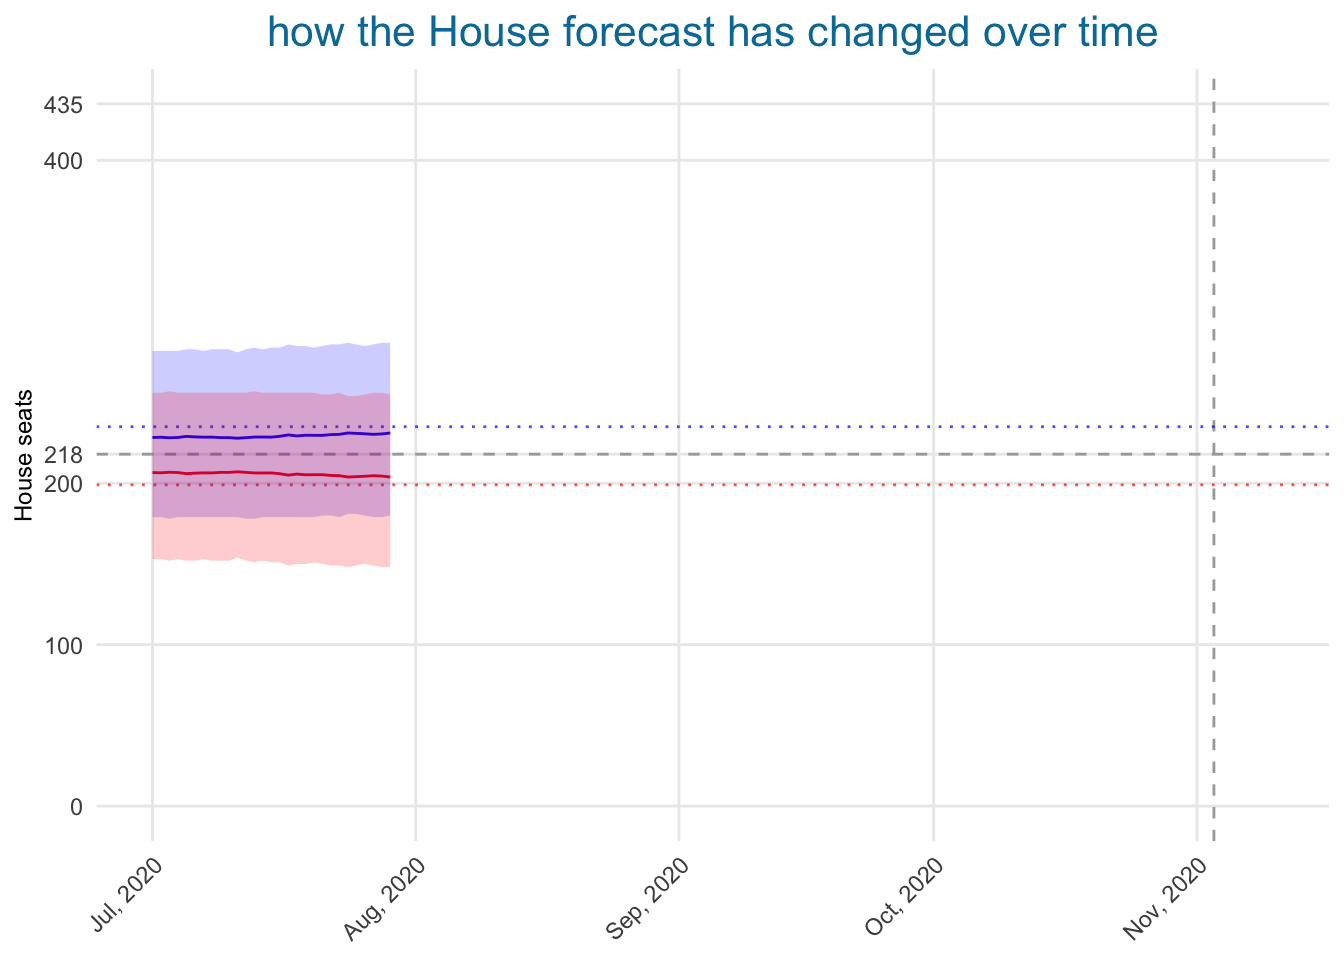 how the House forecast has changed over time
435
400
House seats
218
200
100
0
Jul, 2020
Aug, 2020
Sep, 2020
Oct, 2020
Nov, 2020